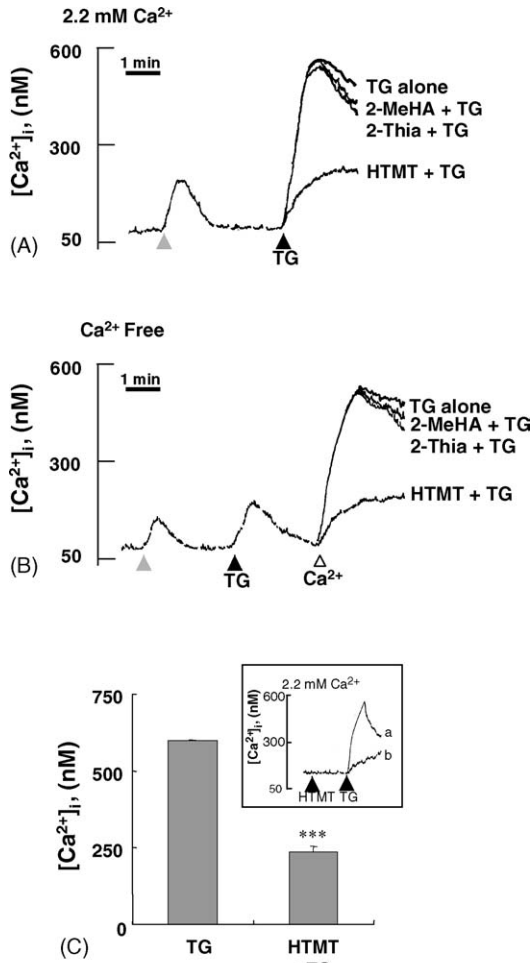 2.2 mM Ca²⁺
600
1 min
300
50
[Ca²⁺]i, (nM)
TG alone
2-MeHA + TG
2-Thia + TG
HTMT + TG
(A)
TG
Ca²⁺ Free
600
1 min
300
50
[Ca²⁺]i, (nM)
TG alone
2-MeHA + TG
2-Thia + TG
HTMT + TG
(B)
TG
Ca²⁺
750
500
250
0
[Ca²⁺]i, (nM)
2.2 mM Ca²⁺
600
300
50
[Ca²⁺]i, (nM)
a
b
HTMT TG
***
(C)
TG HTMT